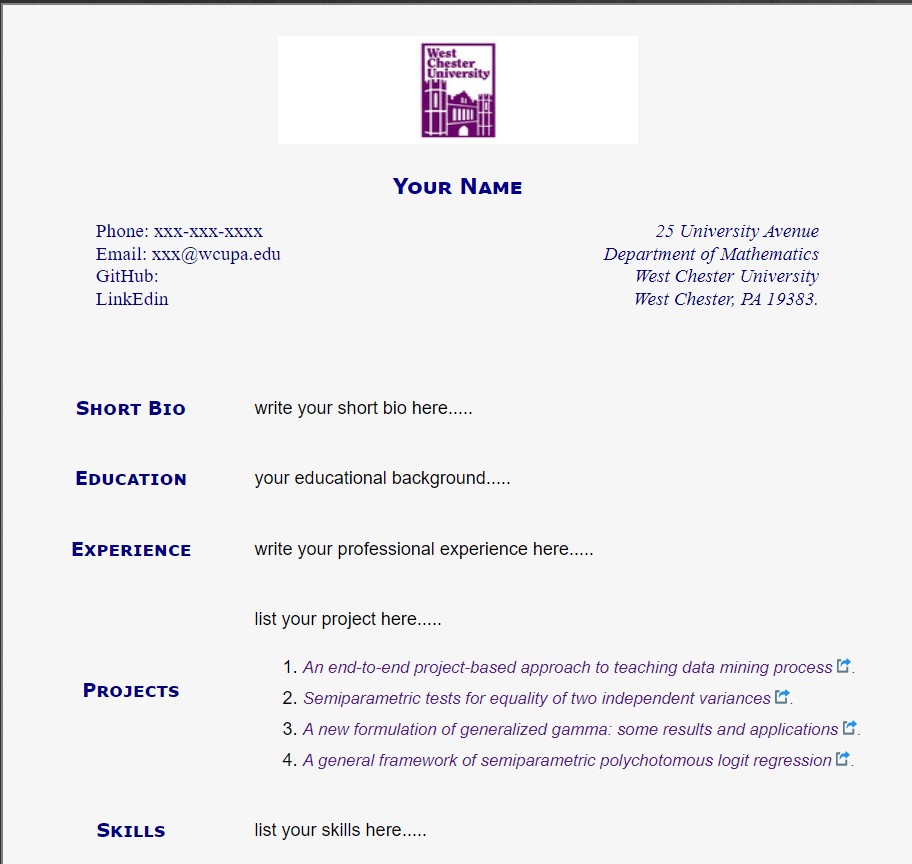 West
Chester
University
Your Name
Phone: xxx-xxx-xxxx
Email: xxx@wcupa.edu
GitHub:
LinkEdin
25 University Avenue
Department of Mathematics
West Chester University
West Chester, PA 19383.
Short Bio
write your short bio here.....
Education
your educational background.....
Experience
write your professional experience here.....
Projects
list your project here.....
1. An end-to-end project-based approach to teaching data mining process .
2. Semiparametric tests for equality of two independent variances .
3. A new formulation of generalized gamma: some results and applications .
4. A general framework of semiparametric polychotomous logit regression .
Skills
list your skills here.....